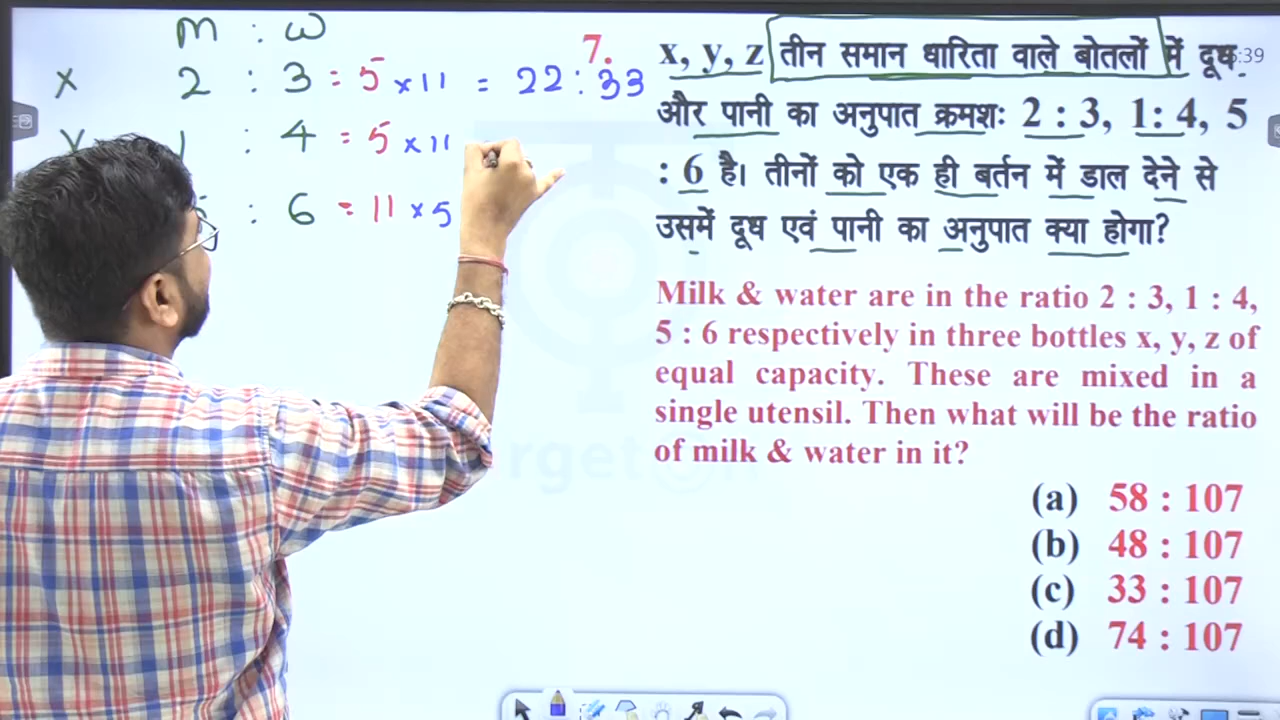 M : W
x 2 : 3 = 5 × 11 = 22 : 33
1 : 4 = 5 × 11
: 6 = 11 × 5
7. x, y, z तीन समान धारिता वाले बोतलों में दूध
और पानी का अनुपात क्रमशः 2 : 3, 1: 4, 5
: 6 है। तीनों को एक ही बर्तन में डाल देने से
उसमें दूध एवं पानी का अनुपात क्या होगा?
Milk & water are in the ratio 2 : 3, 1 : 4,
5 : 6 respectively in three bottles x, y, z of
equal capacity. These are mixed in a
single utensil. Then what will be the ratio
of milk & water in it?
(a) 58 : 107
(b) 48 : 107
(c) 33 : 107
(d) 74 : 107